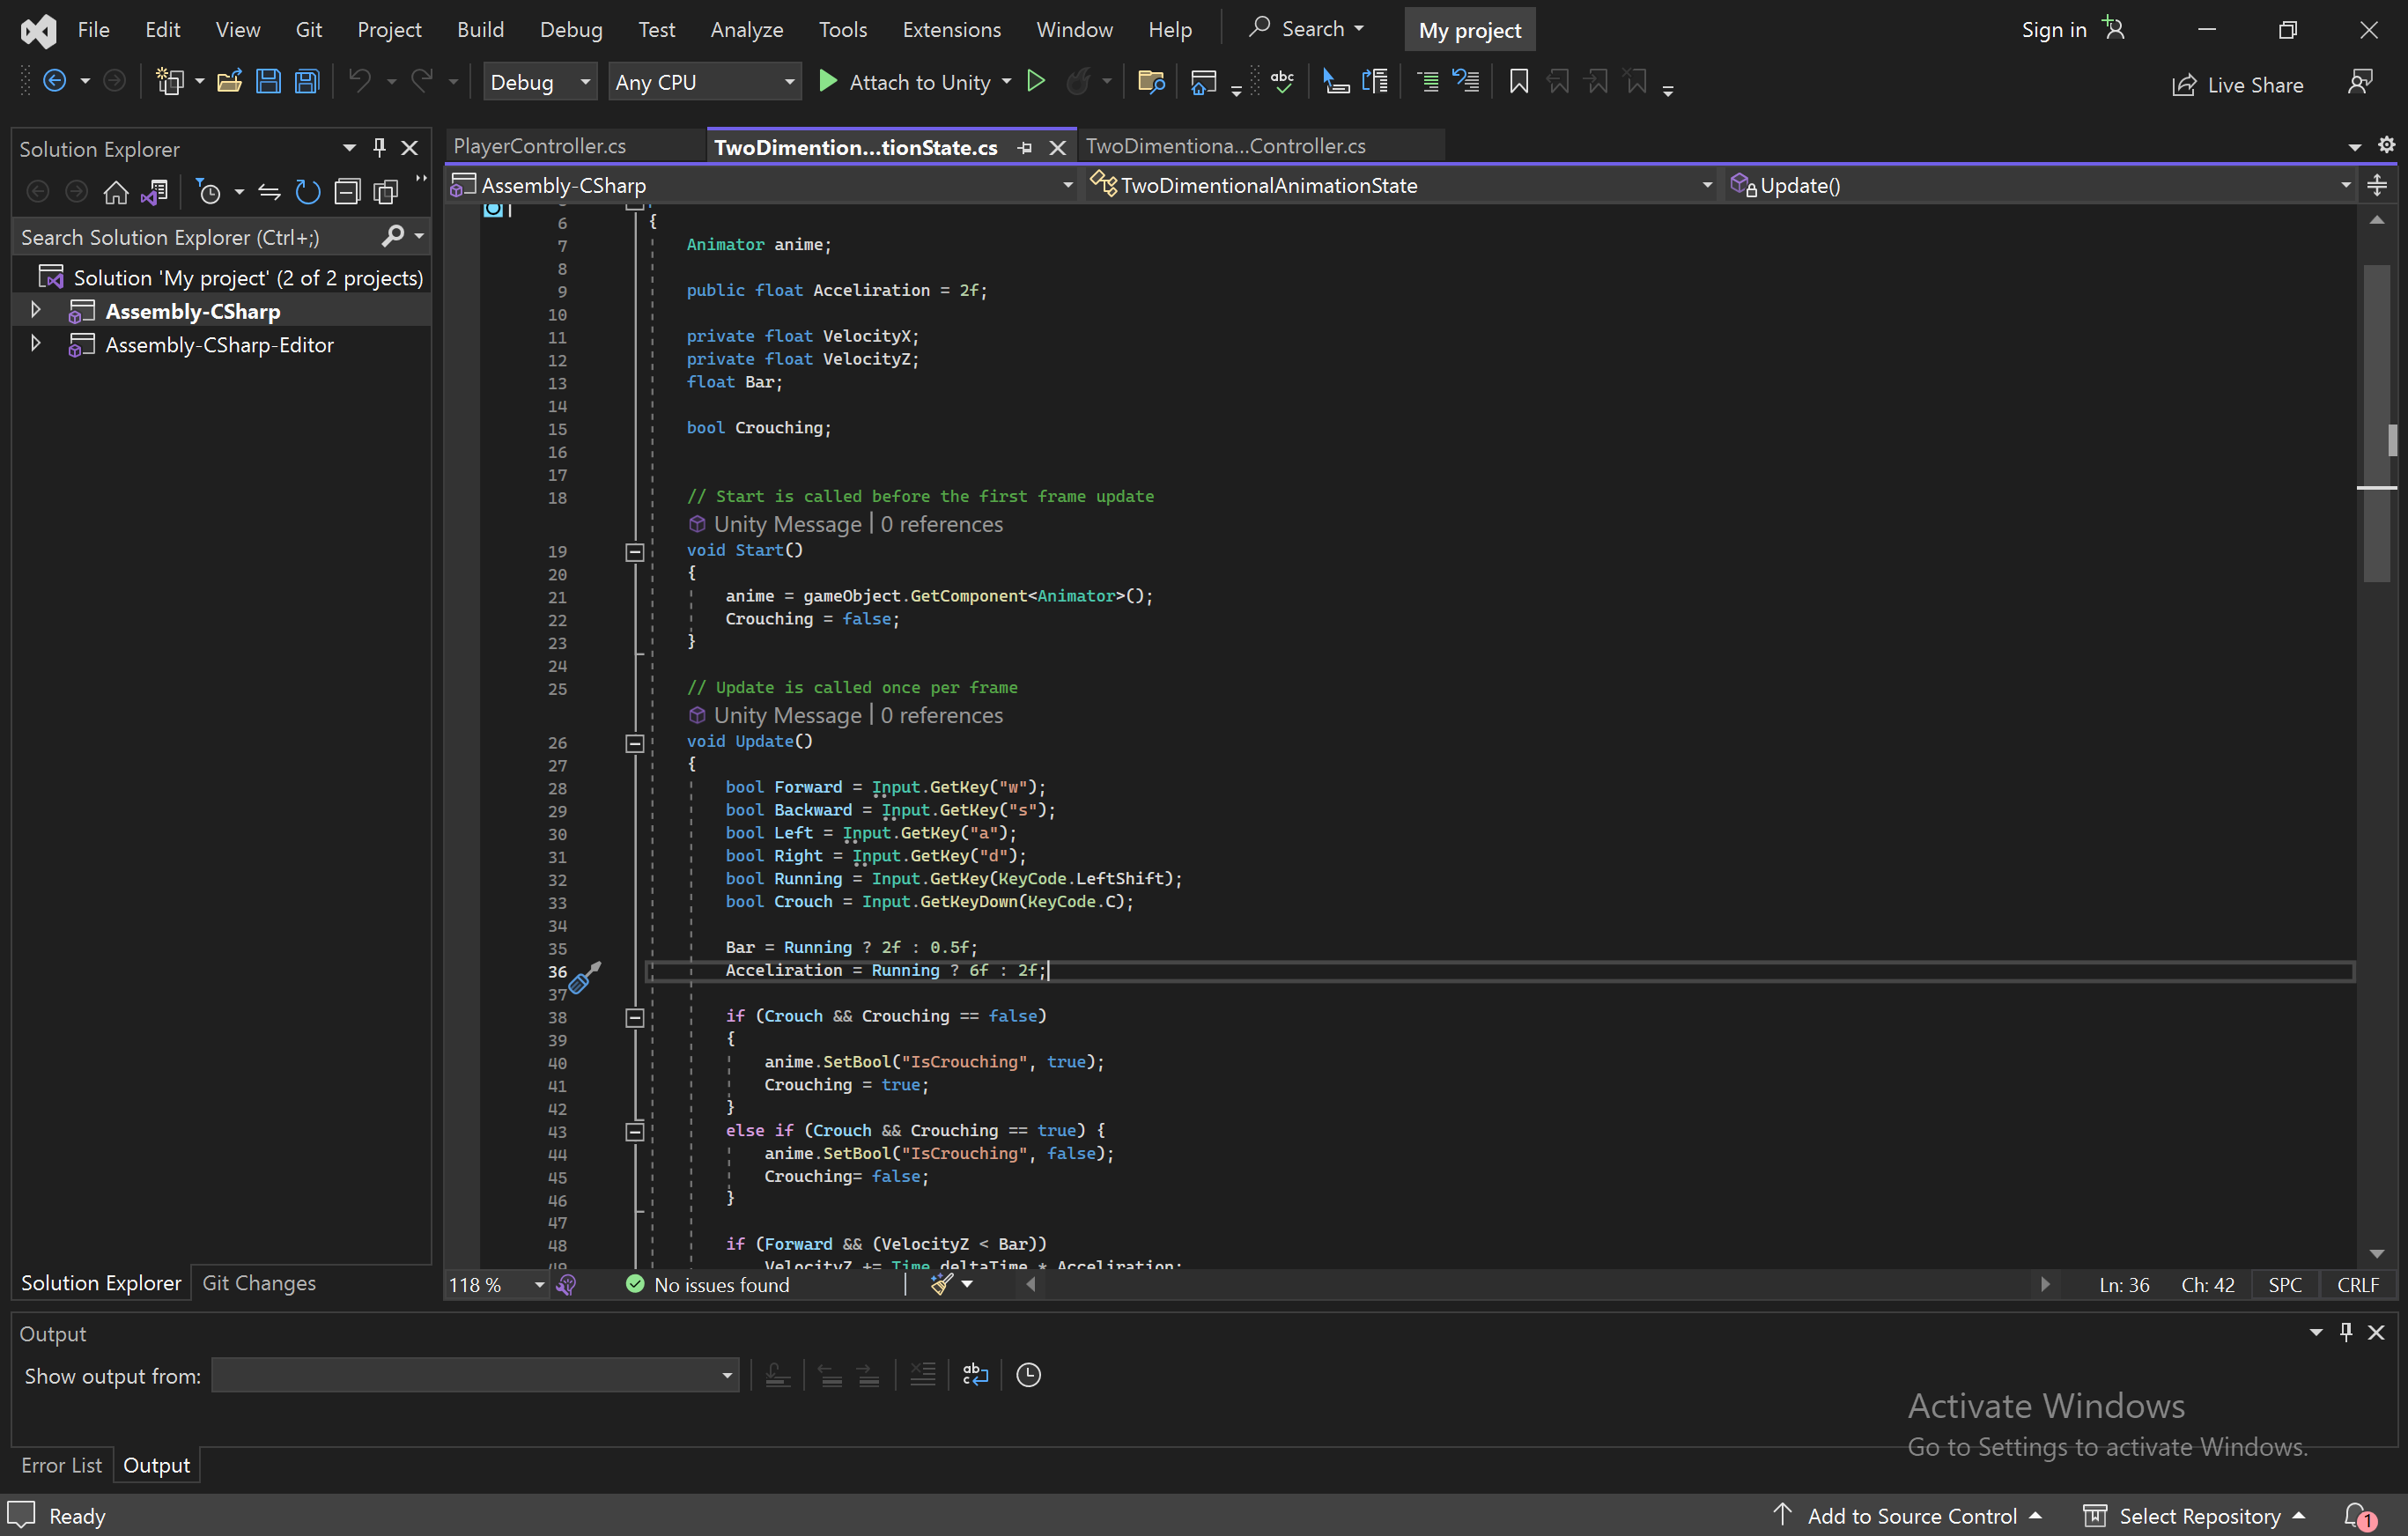 File Edit View Git Project Build Debug Test Analyze Tools Extensions Window Help Search My project Sign in
Debug Any CPU Attach to Unity Live Share
Solution Explorer
Search Solution Explorer (Ctrl+;)
Solution 'My project' (2 of 2 projects)
Assembly-CSharp
Assembly-CSharp-Editor
Solution Explorer Git Changes
PlayerController.cs TwoDimention...tionState.cs TwoDimentiona...Controller.cs
Assembly-CSharp TwoDimentionalAnimationState Update()
6 {
7 Animator anime;
8
9 public float Acceliration = 2f;
10
11 private float VelocityX;
12 private float VelocityZ;
13 float Bar;
14
15 bool Crouching;
16
17
18 // Start is called before the first frame update
Unity Message | 0 references
19 void Start()
20 {
21 anime = gameObject.GetComponent<Animator>();
22 Crouching = false;
23 }
24
25 // Update is called once per frame
Unity Message | 0 references
26 void Update()
27 {
28 bool Forward = Input.GetKey("w");
29 bool Backward = Input.GetKey("s");
30 bool Left = Input.GetKey("a");
31 bool Right = Input.GetKey("d");
32 bool Running = Input.GetKey(KeyCode.LeftShift);
33 bool Crouch = Input.GetKeyDown(KeyCode.C);
34
35 Bar = Running ? 2f : 0.5f;
36 Acceliration = Running ? 6f : 2f;
37
38 if (Crouch && Crouching == false)
39 {
40 anime.SetBool("IsCrouching", true);
41 Crouching = true;
42 }
43 else if (Crouch && Crouching == true) {
44 anime.SetBool("IsCrouching", false);
45 Crouching= false;
46 }
47
48 if (Forward && (VelocityZ < Bar))
49 VelocityZ += Time.deltaTime * Acceliration;
118 % No issues found Ln: 36 Ch: 42 SPC CRLF
Output
Show output from:
Error List Output
Activate Windows
Go to Settings to activate Windows.
Ready Add to Source Control Select Repository 1